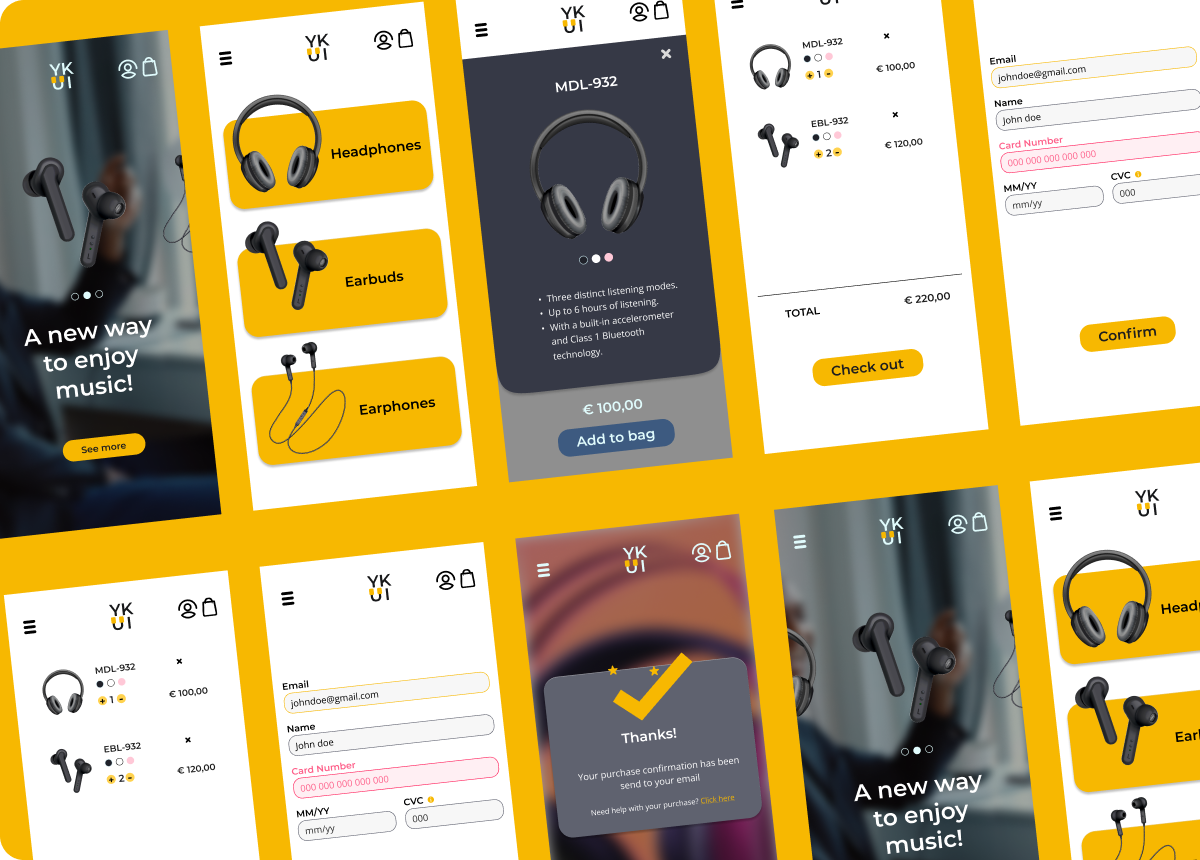 YK
UI
A new way
to enjoy
music!
See more
YK
UI
Headphones
Earbuds
Earphones
YK
UI
MDL-932
• Three distinct listening modes.
• Up to 6 hours of listening.
• With a built-in accelerometer
and Class 1 Bluetooth
technology.
€ 100,00
Add to bag
UI
MDL-932
+ 1 -
€ 100,00
EBL-932
+ 2 -
€ 120,00
TOTAL € 220,00
Check out
Email
johndoe@gmail.com
Name
John doe
Card Number
000 000 000 000 000
MM/YY CVC
mm/yy 000
Confirm
YK
UI
MDL-932
+ 1 -
€ 100,00
EBL-932
+ 2 -
€ 120,00
YK
UI
Email
johndoe@gmail.com
Name
John doe
Card Number
000 000 000 000 000
MM/YY CVC
mm/yy 000
YK
UI
Thanks!
Your purchase confirmation has been
send to your email
Need help with your purchase? Click here
YK
UI
A new way
to enjoy
music!
YK
UI
Head
Earl